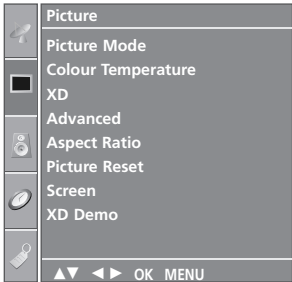 Picture
Picture Mode
Colour Temperature
XD
Advanced
Aspect Ratio
Picture Reset
Screen
XD Demo
▲▼ ◄► OK MENU